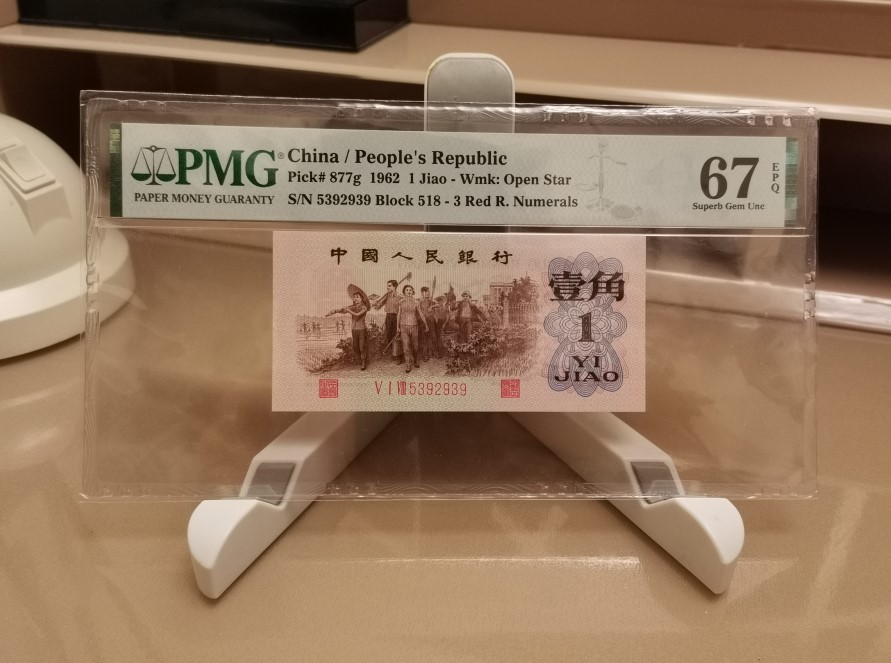 PMG
PAPER MONEY GUARANTY
China / People's Republic
Pick# 877g 1962 1 Jiao - Wmk: Open Star
S/N 5392939 Block 518 - 3 Red R. Numerals
67
EPQ
Superb Gem Unc
中國人民銀行
壹角
1
YI
JIAO
V I VIII 5392939